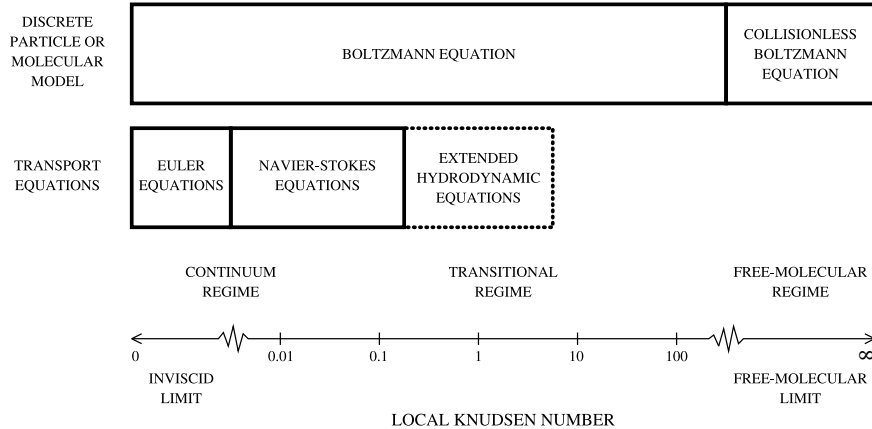 DISCRETE
PARTICLE OR
MOLECULAR
MODEL
BOLTZMANN EQUATION
COLLISIONLESS
BOLTZMANN
EQUATION
TRANSPORT
EQUATIONS
EULER
EQUATIONS
NAVIER-STOKES
EQUATIONS
EXTENDED
HYDRODYNAMIC
EQUATIONS
CONTINUUM
REGIME
TRANSITIONAL
REGIME
FREE-MOLECULAR
REGIME
0 0.01 0.1 1 10 100 ∞
INVISCID
LIMIT
FREE-MOLECULAR
LIMIT
LOCAL KNUDSEN NUMBER